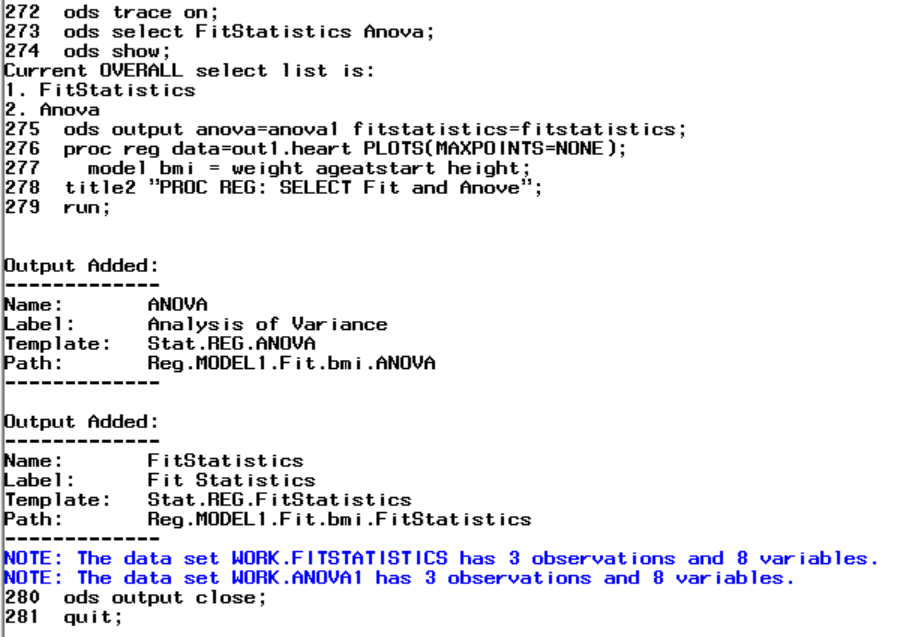 272 ods trace on;
273 ods select FitStatistics Anova;
274 ods show;
Current OVERALL select list is:
1. FitStatistics
2. Anova
275 ods output anova=anova1 fitstatistics=fitstatistics;
276 proc reg data=out1.heart PLOTS(MAXPOINTS=NONE);
277 model bmi = weight ageatstart height;
278 title2 "PROC REG: SELECT Fit and Anove";
279 run;
Output Added:
-------------
Name: ANOVA
Label: Analysis of Variance
Template: Stat.REG.ANOVA
Path: Reg.MODEL1.Fit.bmi.ANOVA
-------------
Output Added:
-------------
Name: FitStatistics
Label: Fit Statistics
Template: Stat.REG.FitStatistics
Path: Reg.MODEL1.Fit.bmi.FitStatistics
-------------
NOTE: The data set WORK.FITSTATISTICS has 3 observations and 8 variables.
NOTE: The data set WORK.ANOVA1 has 3 observations and 8 variables.
280 ods output close;
281 quit;